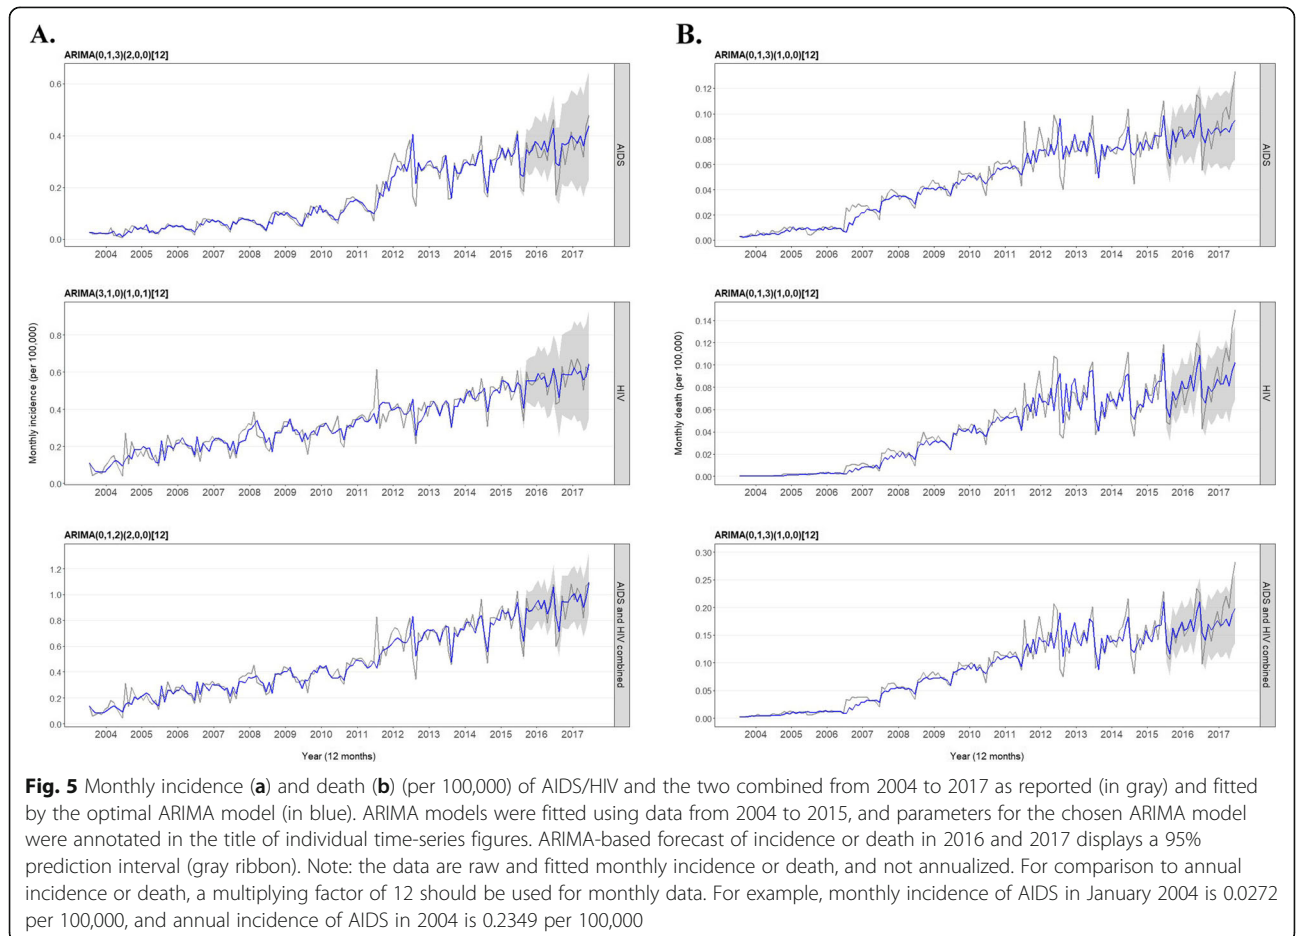 A.
ARIMA(0,1,3)(2,0,0)[12]
0.6
0.4
0.2
0.0
2004 2005 2006 2007 2008 2009 2010 2011 2012 2013 2014 2015 2016 2017
AIDS
ARIMA(3,1,0)(1,0,1)[12]
Monthly incidence (per 100,000)
0.8
0.6
0.4
0.2
0.0
2004 2005 2006 2007 2008 2009 2010 2011 2012 2013 2014 2015 2016 2017
HIV
ARIMA(0,1,2)(2,0,0)[12]
1.2
1.0
0.8
0.6
0.4
0.2
0.0
2004 2005 2006 2007 2008 2009 2010 2011 2012 2013 2014 2015 2016 2017
AIDS and HIV combined
Year (12 months)
B.
ARIMA(0,1,3)(1,0,0)[12]
0.12
0.10
0.08
0.06
0.04
0.02
0.00
2004 2005 2006 2007 2008 2009 2010 2011 2012 2013 2014 2015 2016 2017
AIDS
ARIMA(0,1,3)(1,0,0)[12]
Monthly death (per 100,000)
0.14
0.12
0.10
0.08
0.06
0.04
0.02
0.00
2004 2005 2006 2007 2008 2009 2010 2011 2012 2013 2014 2015 2016 2017
HIV
ARIMA(0,1,3)(1,0,0)[12]
0.30
0.25
0.20
0.15
0.10
0.05
0.00
2004 2005 2006 2007 2008 2009 2010 2011 2012 2013 2014 2015 2016 2017
AIDS and HIV combined
Year (12 months)
Fig. 5 Monthly incidence (a) and death (b) (per 100,000) of AIDS/HIV and the two combined from 2004 to 2017 as reported (in gray) and fitted
by the optimal ARIMA model (in blue). ARIMA models were fitted using data from 2004 to 2015, and parameters for the chosen ARIMA model
were annotated in the title of individual time-series figures. ARIMA-based forecast of incidence or death in 2016 and 2017 displays a 95%
prediction interval (gray ribbon). Note: the data are raw and fitted monthly incidence or death, and not annualized. For comparison to annual
incidence or death, a multiplying factor of 12 should be used for monthly data. For example, monthly incidence of AIDS in January 2004 is 0.0272
per 100,000, and annual incidence of AIDS in 2004 is 0.2349 per 100,000